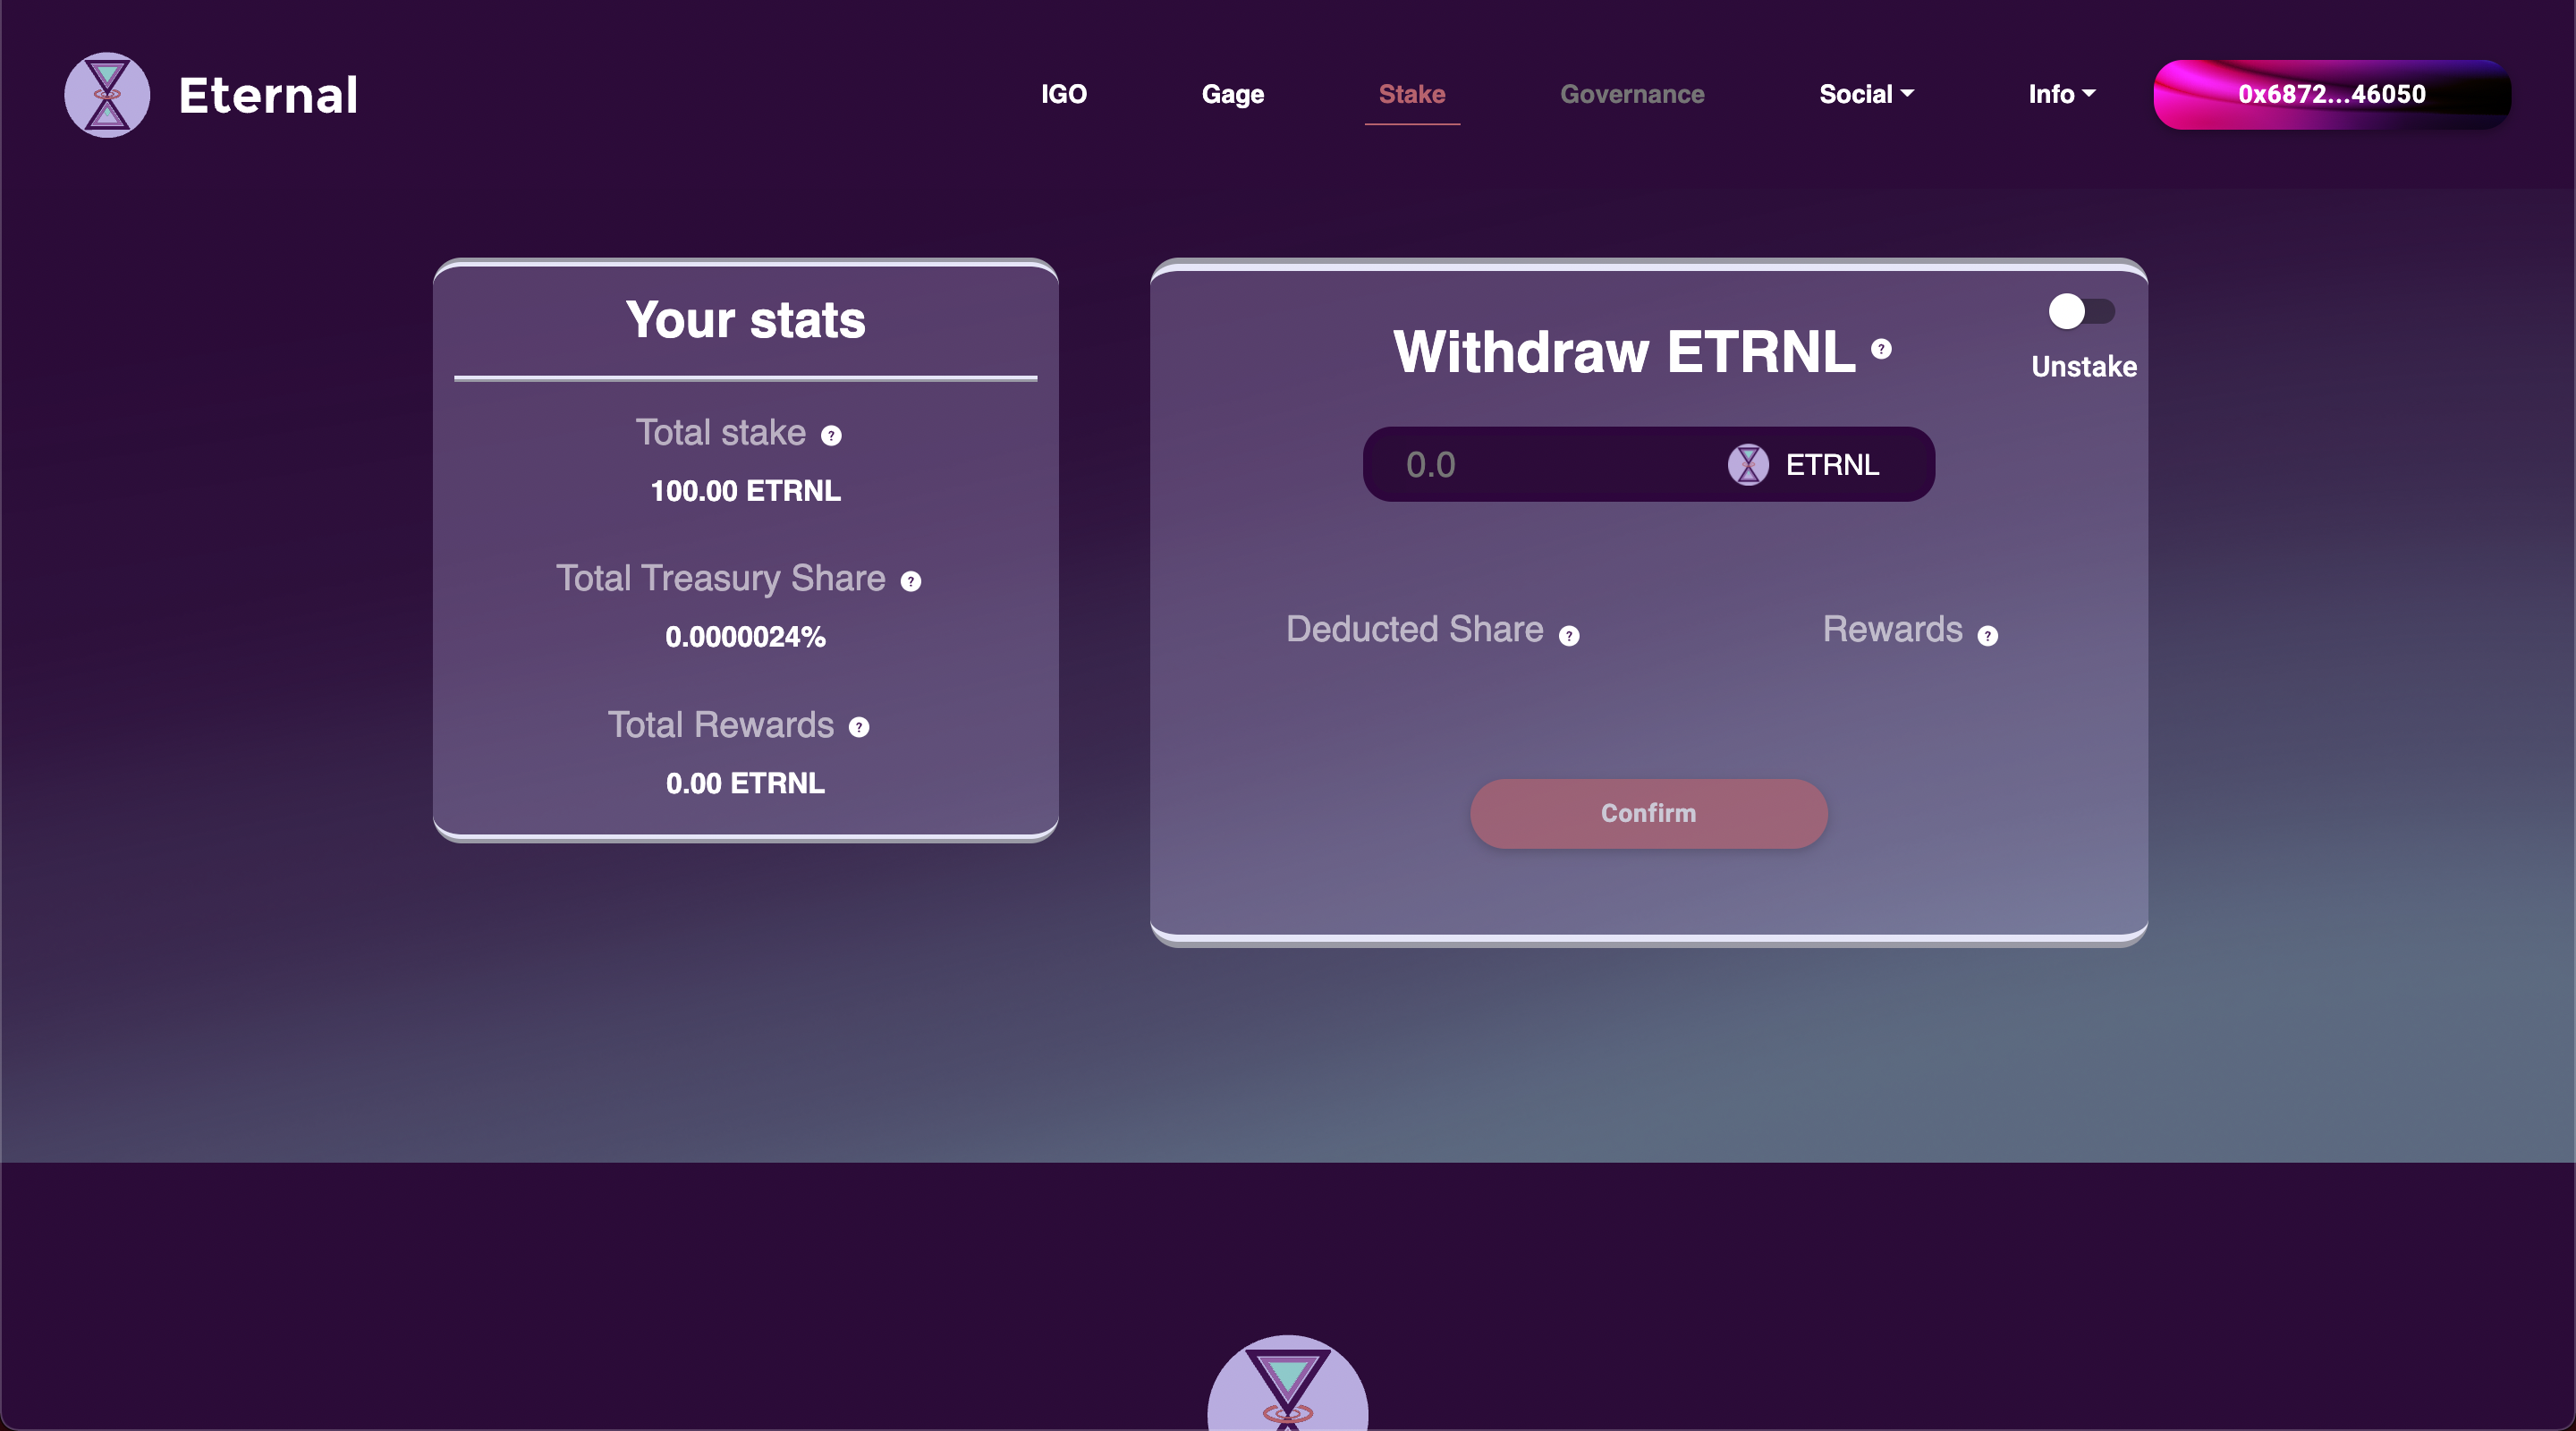 Eternal
IGO
Gage
Stake
Governance
Social
Info
0x6872...46050
Your stats
Total stake ?
100.00 ETRNL
Total Treasury Share ?
0.0000024%
Total Rewards ?
0.00 ETRNL
Withdraw ETRNL ?
Unstake
0.0
ETRNL
Deducted Share ?
Rewards ?
Confirm